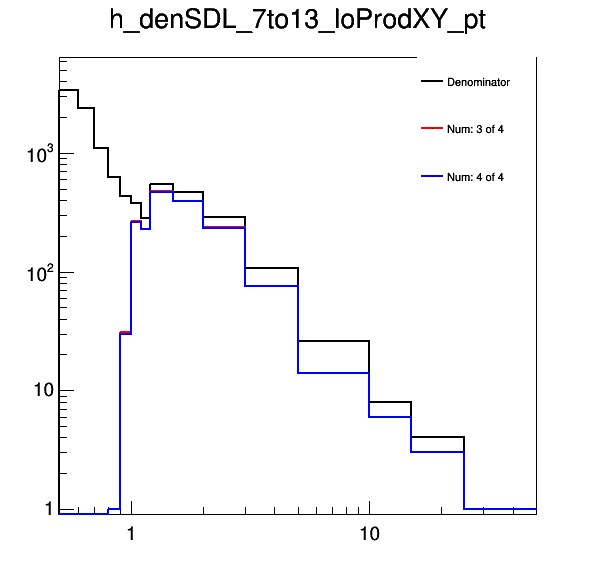 h_denSDL_7to13_loProdXY_pt
Denominator
Num: 3 of 4
Num: 4 of 4
10³
10²
10
1
1 10